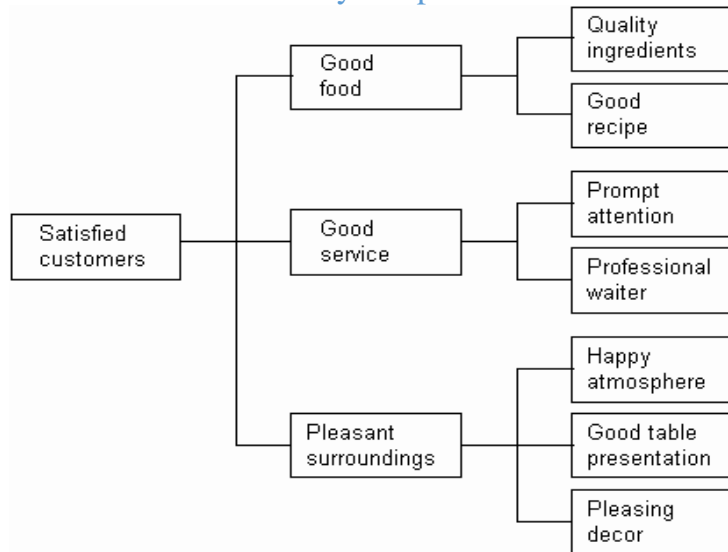 Good
food
Quality
ingredients
Good
recipe
Satisfied
customers
Good
service
Prompt
attention
Professional
waiter
Pleasant
surroundings
Happy
atmosphere
Good table
presentation
Pleasing
decor